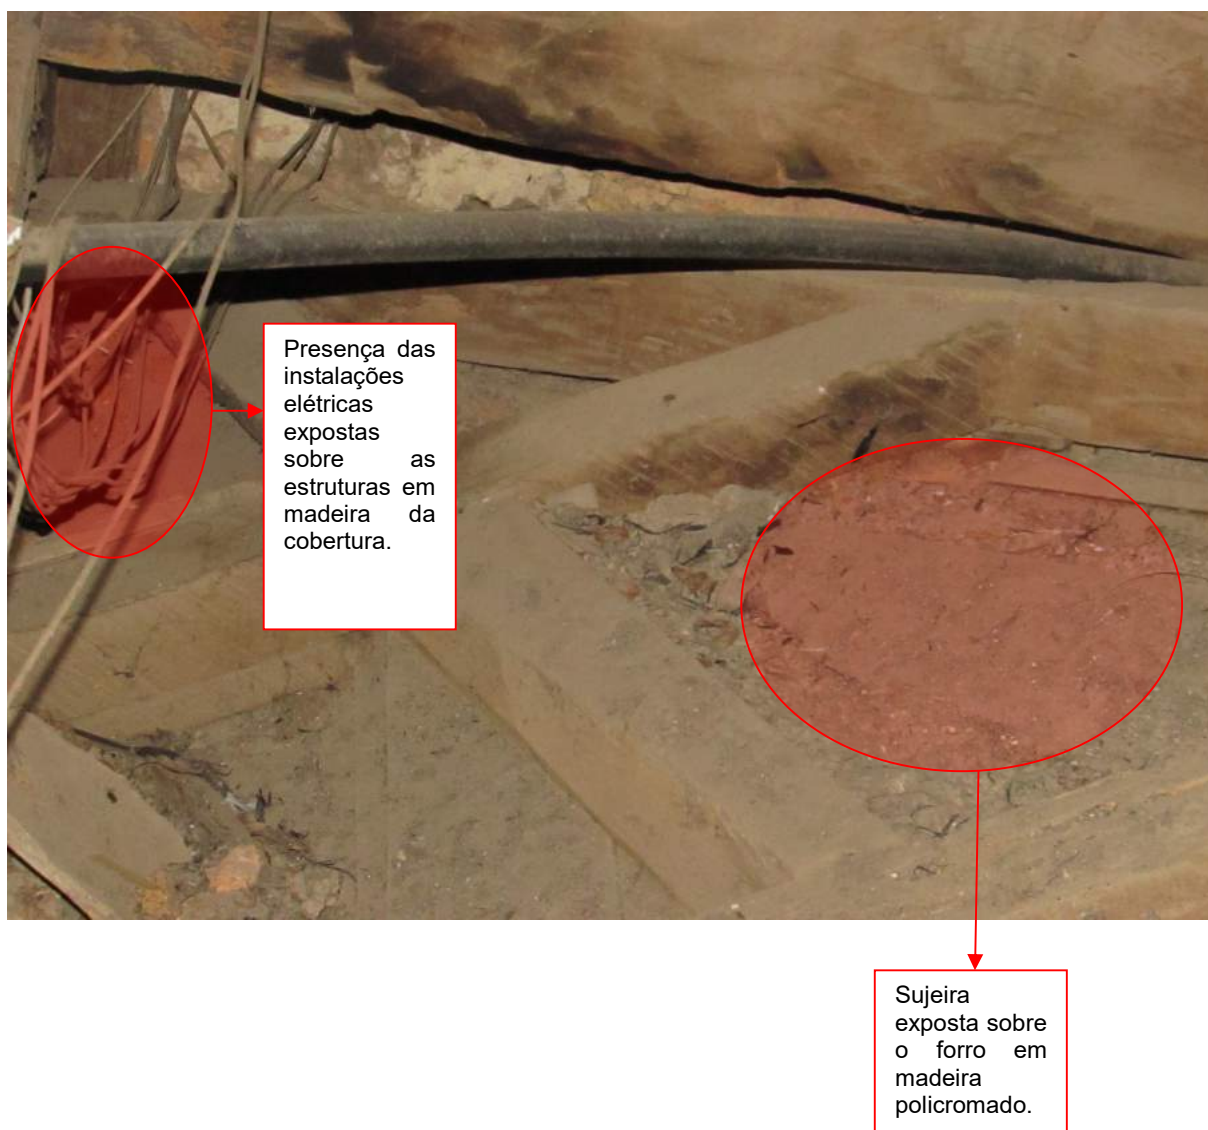 Presença das
instalações
elétricas
expostas
sobre as
estruturas em
madeira da
cobertura.
Sujeira
exposta sobre
o forro em
madeira
policromado.